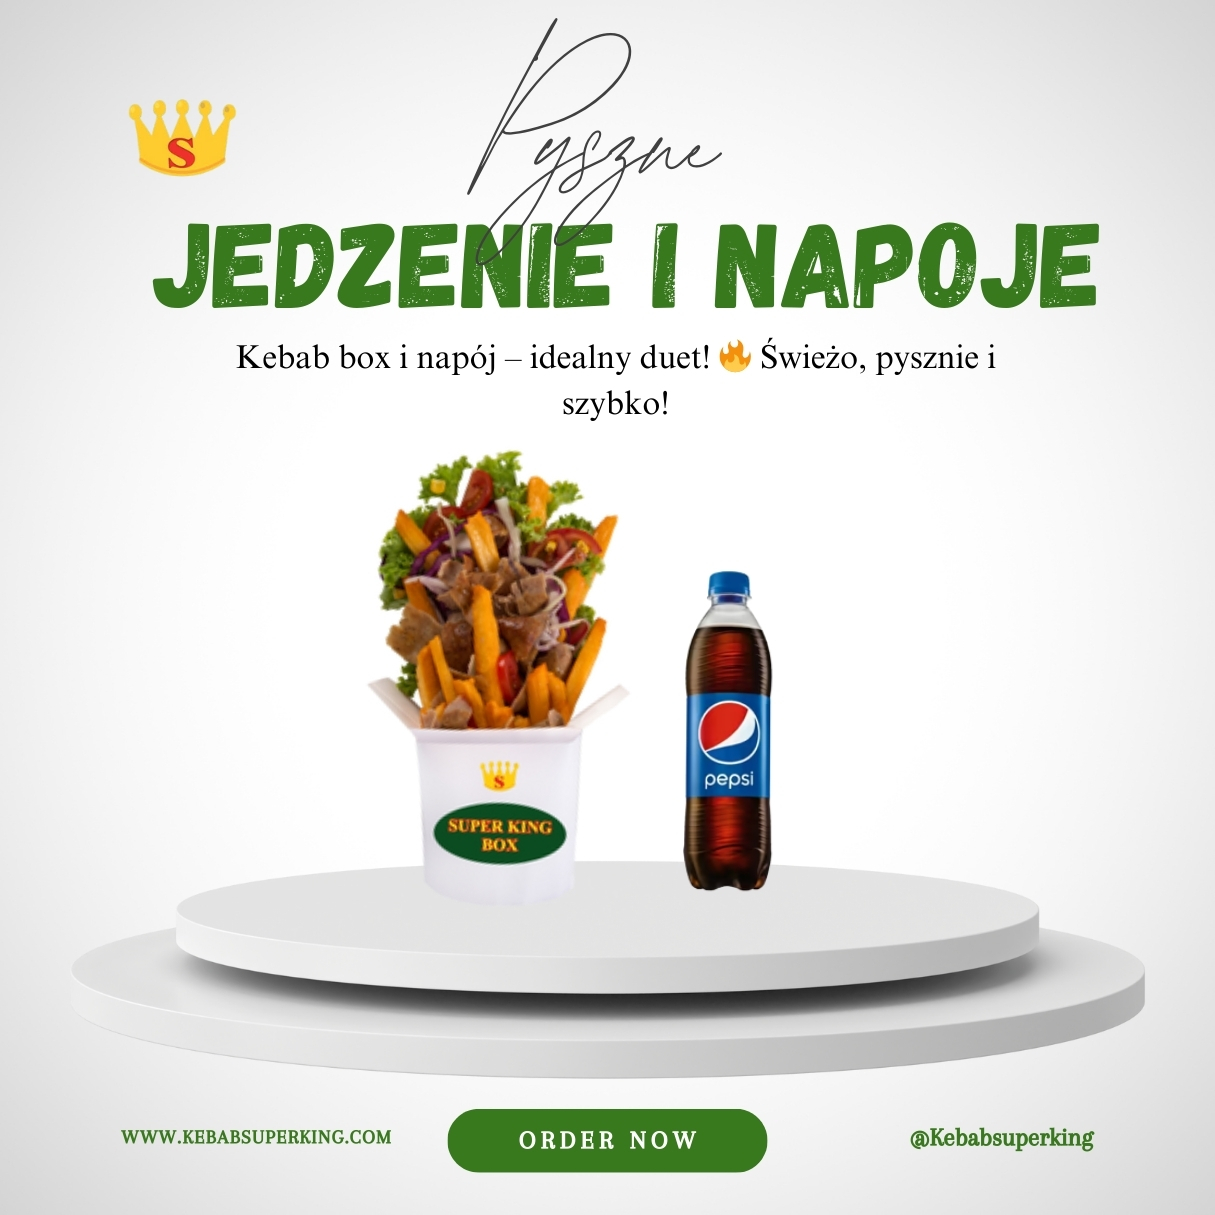 Pyszne
S
JEDZENIE I NAPOJE
Kebab box i napój – idealny duet! 🔥 Świeżo, pysznie i
szybko!
S
SUPER KING
BOX
pepsi
WWW.KEBABSUPERKING.COM
ORDER NOW
@Kebabsuperking